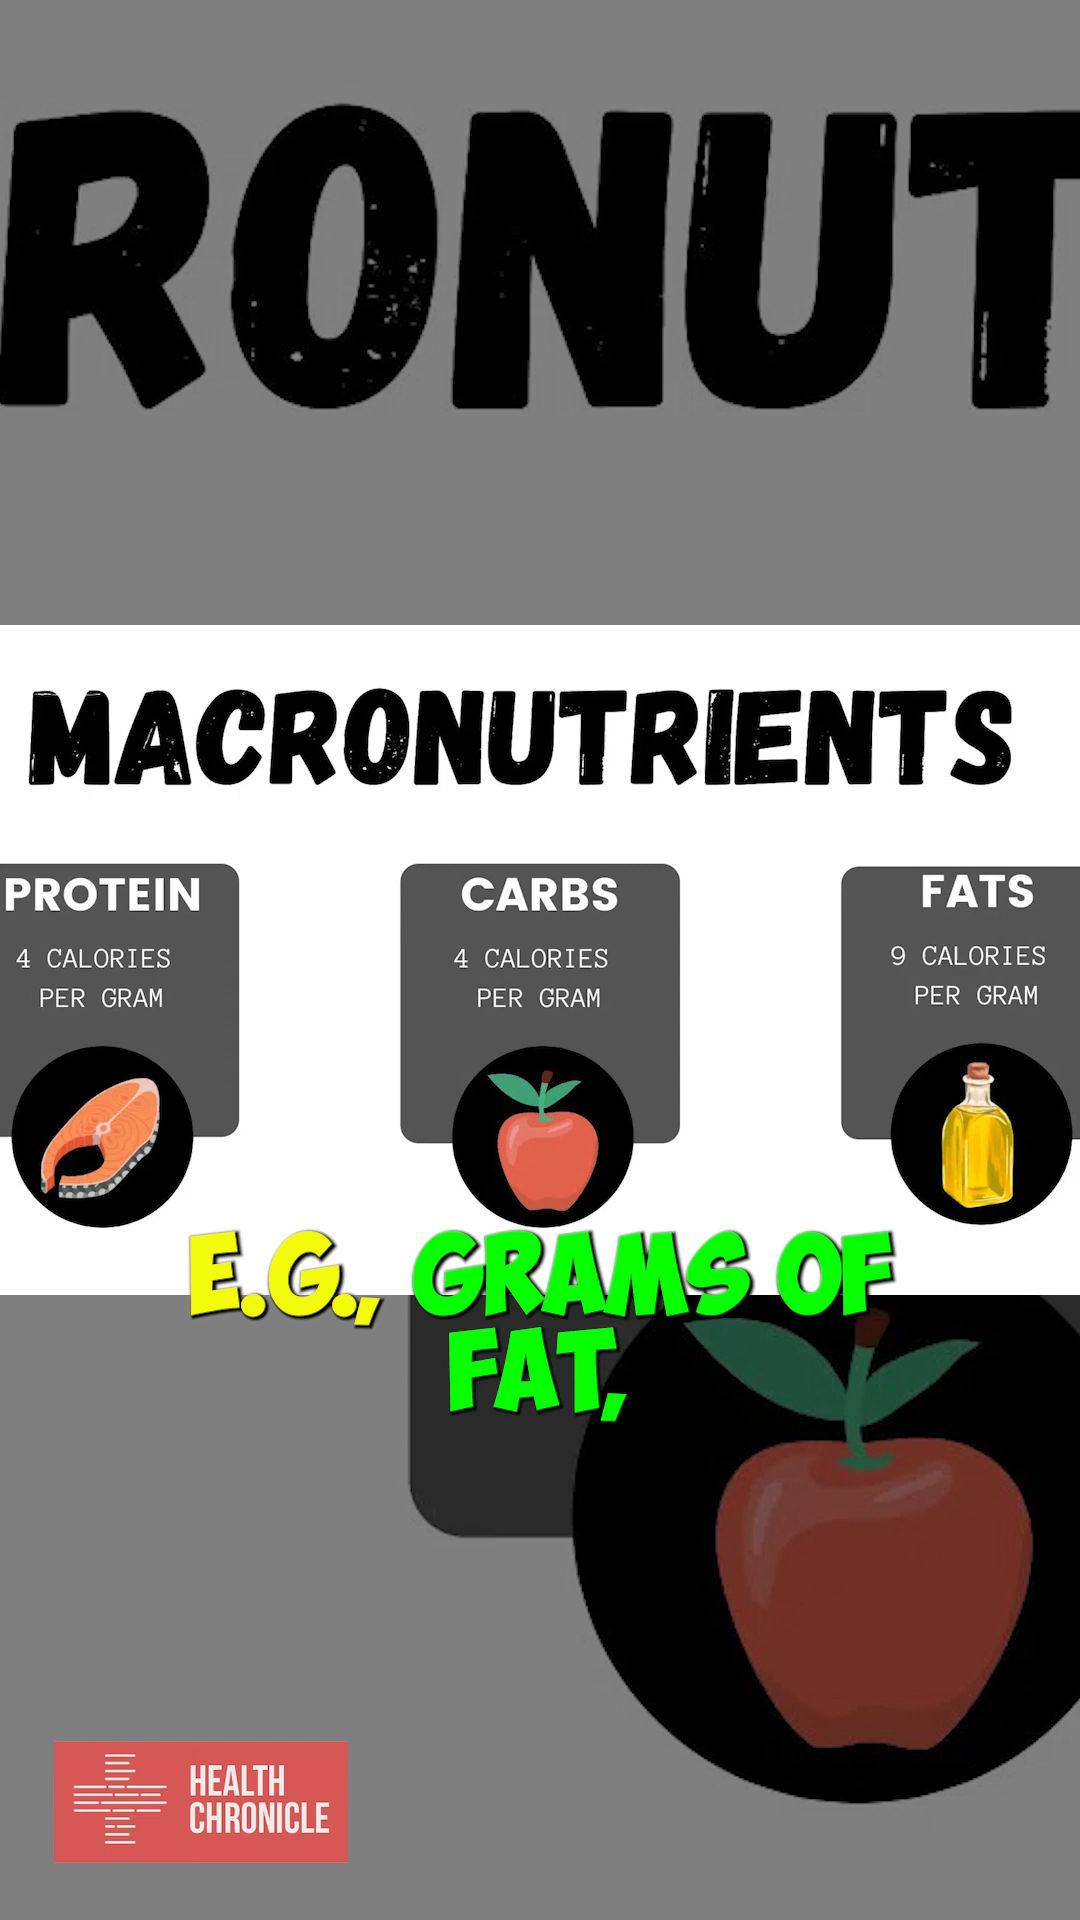 RONUT
MACRONUTRIENTS
PROTEIN
4 CALORIES
PER GRAM
CARBS
4 CALORIES
PER GRAM
FATS
9 CALORIES
PER GRAM
E.G., GRAMS OF
FAT,
HEALTH
CHRONICLE